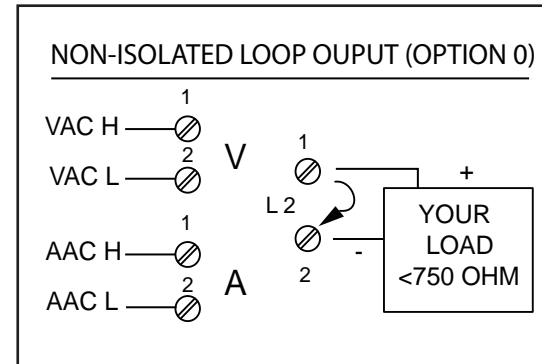 NON-ISOLATED LOOP OUPUT (OPTION 0)
1
VAC H
2
V
VAC L
1
L 2
2
+
-
YOUR
LOAD
<750 OHM
1
AAC H
2
A
AAC L